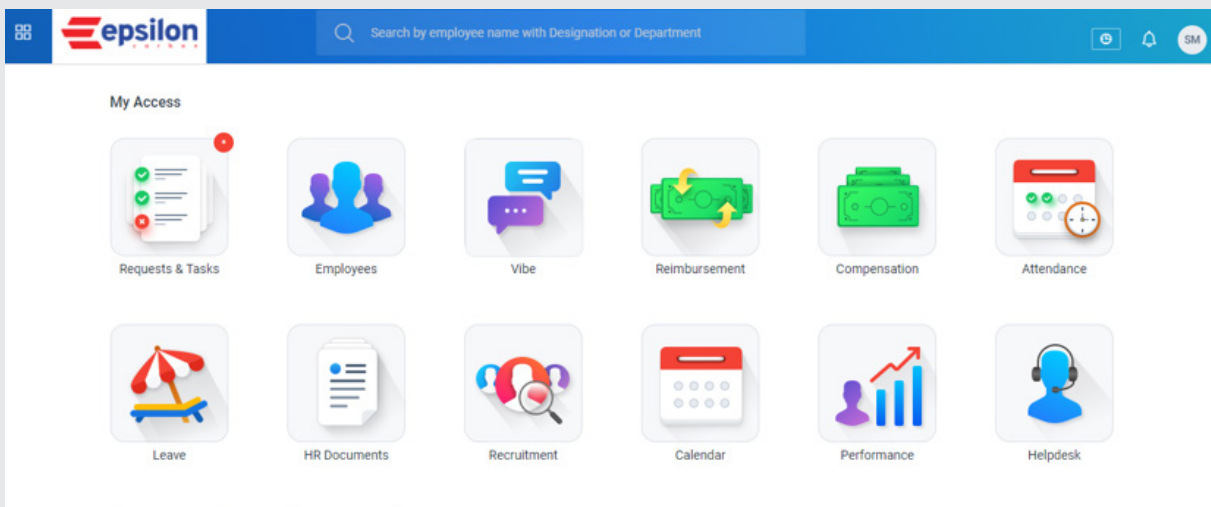 epsilon
carbon
Search by employee name with Designation or Department
SM
My Access
Requests & Tasks
Employees
Vibe
Reimbursement
Compensation
Attendance
Leave
HR Documents
Recruitment
Calendar
Performance
Helpdesk